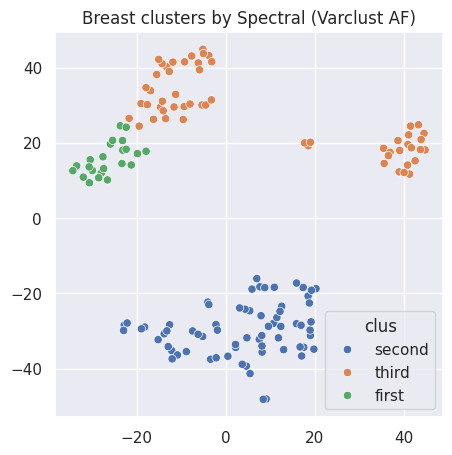 Breast clusters by Spectral (Varclust AF)
40
20
0
−20
−40
clus
second
third
first
−20
0
20
40